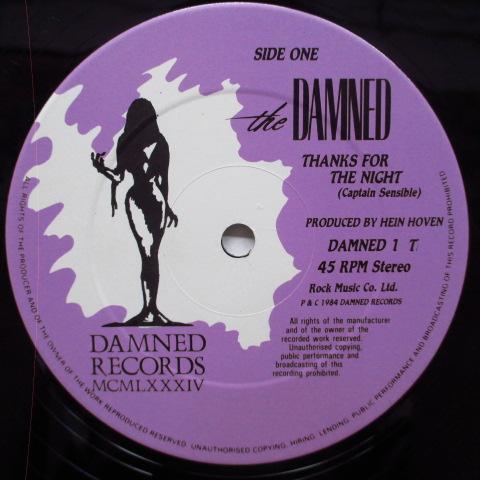 SIDE ONE
the DAMNED
THANKS FOR
THE NIGHT
(Captain Sensible)
PRODUCED BY HEIN HOVEN
DAMNED 1 T
45 RPM Stereo
Rock Music Co. Ltd.
P & C 1984 DAMNED RECORDS
All rights of the manufacturer
and of the owner of the
recorded work reserved.
Unauthorised copying,
public performance and
broadcasting of this
recording prohibited.
DAMNED
RECORDS
MCMLXXXIV
ALL RIGHTS OF THE PRODUCER AND OF THE OWNER OF THE WORK REPRODUCED RESERVED. UNAUTHORISED COPYING, HIRING, LENDING, PUBLIC PERFORMANCE AND BROADCASTING OF THIS RECORD PROHIBITED